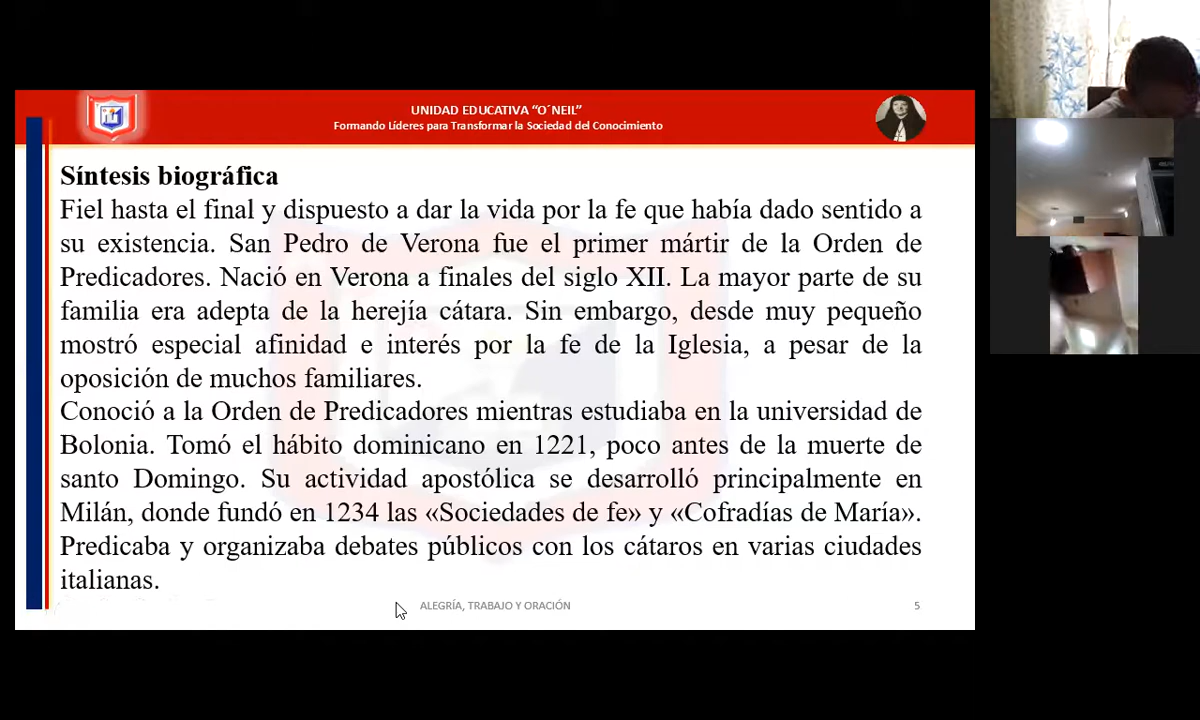 UNIDAD EDUCATIVA “O´NEIL”
Formando Líderes para Transformar la Sociedad del Conocimiento
Síntesis biográfica
Fiel hasta el final y dispuesto a dar la vida por la fe que había dado sentido a
su existencia. San Pedro de Verona fue el primer mártir de la Orden de
Predicadores. Nació en Verona a finales del siglo XII. La mayor parte de su
familia era adepta de la herejía cátara. Sin embargo, desde muy pequeño
mostró especial afinidad e interés por la fe de la Iglesia, a pesar de la
oposición de muchos familiares.
Conoció a la Orden de Predicadores mientras estudiaba en la universidad de
Bolonia. Tomó el hábito dominicano en 1221, poco antes de la muerte de
santo Domingo. Su actividad apostólica se desarrolló principalmente en
Milán, donde fundó en 1234 las «Sociedades de fe» y «Cofradías de María».
Predicaba y organizaba debates públicos con los cátaros en varias ciudades
italianas.
ALEGRÍA, TRABAJO Y ORACIÓN
5